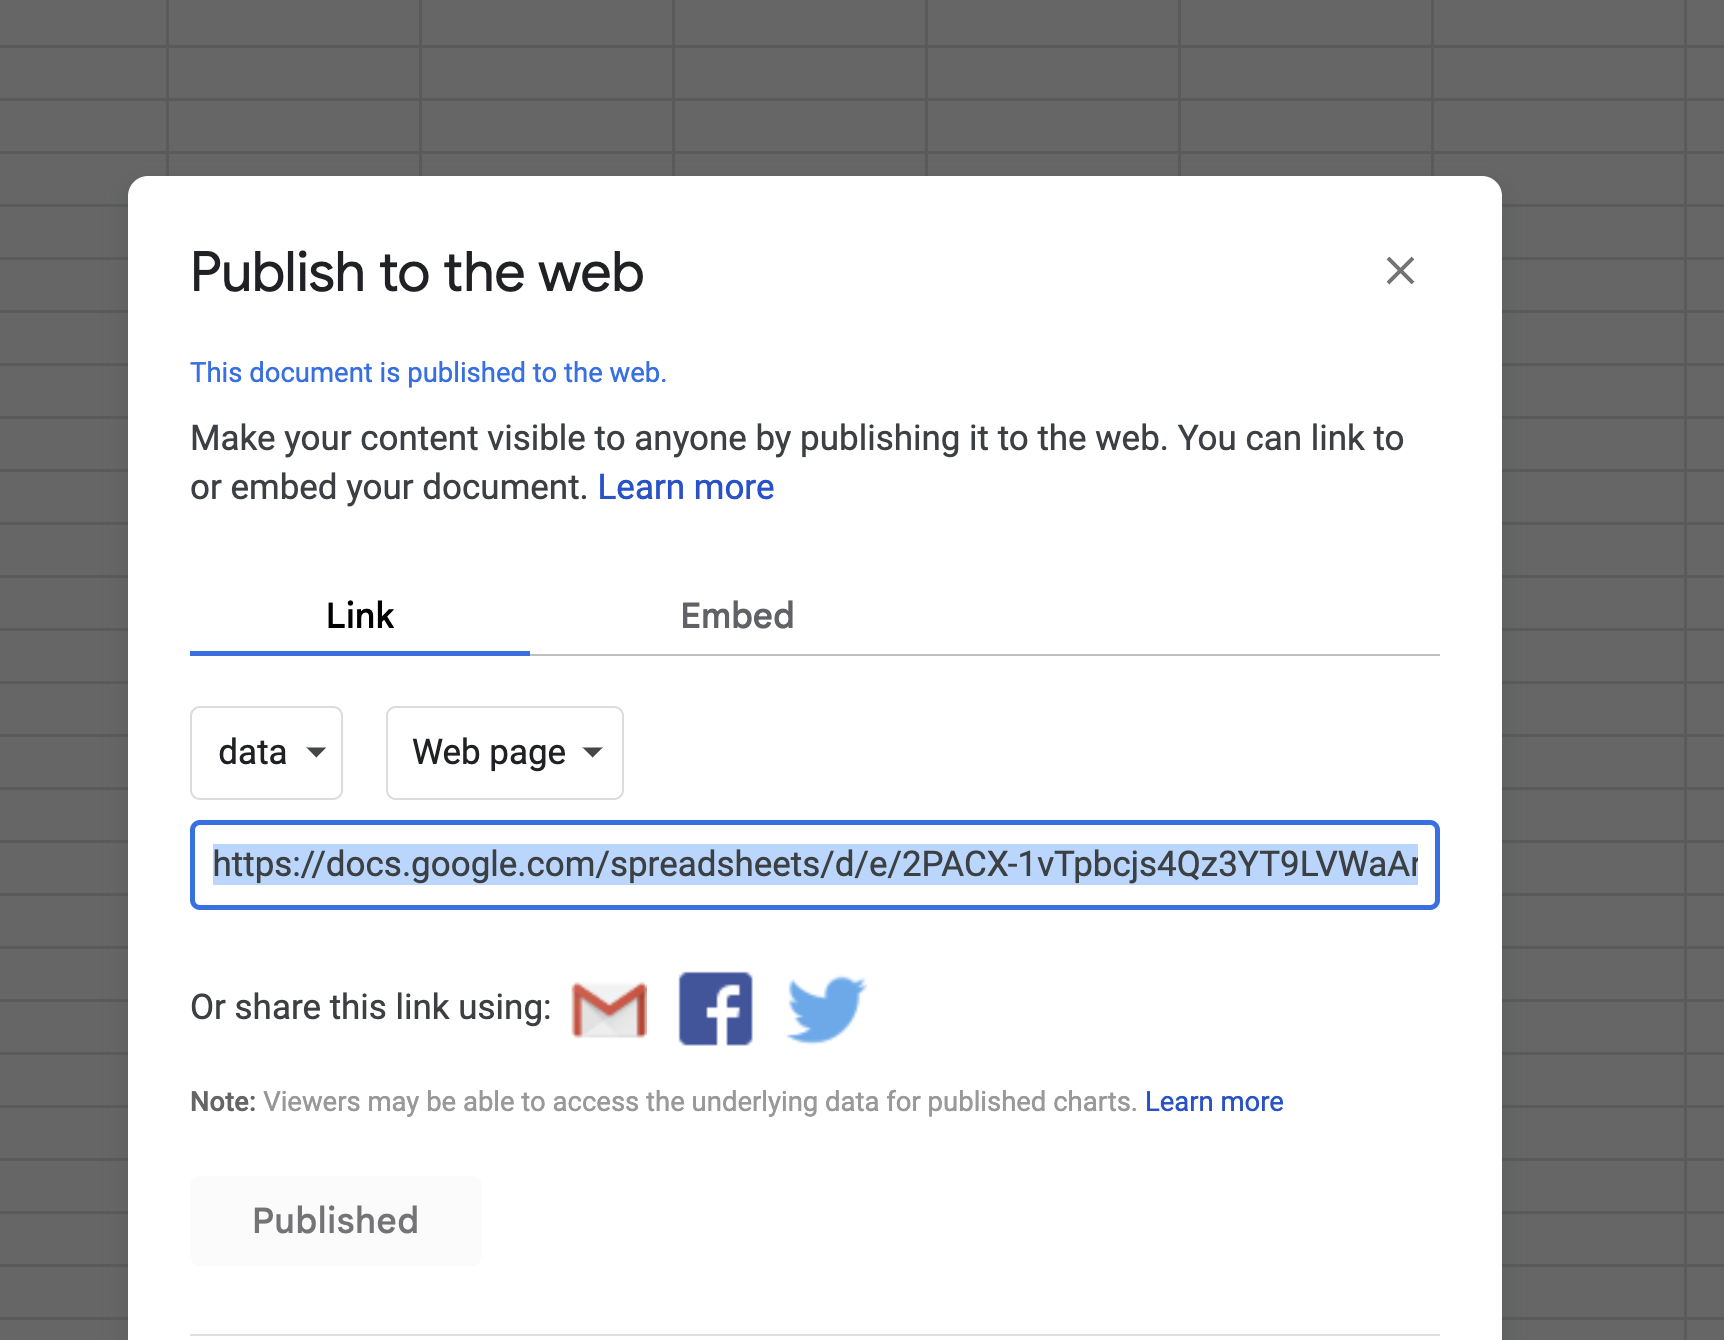 Publish to the web
This document is published to the web.
Make your content visible to anyone by publishing it to the web. You can link to
or embed your document. Learn more
Link Embed
data Web page
https://docs.google.com/spreadsheets/d/e/2PACX-1vTpbcjs4Qz3YT9LVWaAr
Or share this link using:
Note: Viewers may be able to access the underlying data for published charts. Learn more
Published